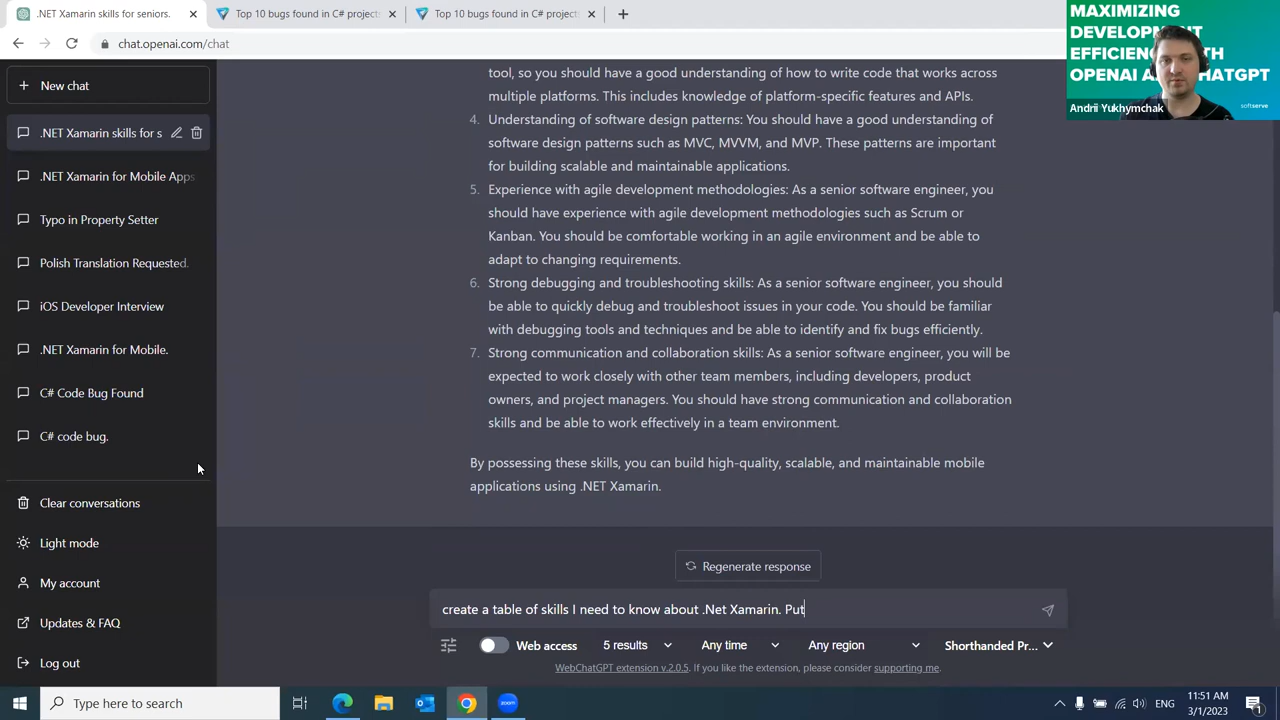 .NET Xamarin skills for seniors.
Top 10 bugs found in C# project
Top 10 bugs found in C# project
chat.openai.com/chat
MAXIMIZING
DEVELOPMENT
OPENAI
CHATGPT
Andrii Yukhymchak
softserve
New chat
.NET Xamarin skills for s
.NET Xamarin for Mobile Apps
Typo in Property Setter
Polish Translation Requested.
iOS Developer Interview
.NET Xamarin for Mobile.
C# Code Bug Found
C# code bug.
Clear conversations
Light mode
My account
Updates & FAQ
Log out
tool, so you should have a good understanding of how to write code that works across
multiple platforms. This includes knowledge of platform-specific features and APIs.
4. Understanding of software design patterns: You should have a good understanding of
software design patterns such as MVC, MVVM, and MVP. These patterns are important
for building scalable and maintainable applications.
5. Experience with agile development methodologies: As a senior software engineer, you
should have experience with agile development methodologies such as Scrum or
Kanban. You should be comfortable working in an agile environment and be able to
adapt to changing requirements.
6. Strong debugging and troubleshooting skills: As a senior software engineer, you should
be able to quickly debug and troubleshoot issues in your code. You should be familiar
with debugging tools and techniques and be able to identify and fix bugs efficiently.
7. Strong communication and collaboration skills: As a senior software engineer, you will be
expected to work closely with other team members, including developers, product
owners, and project managers. You should have strong communication and collaboration
skills and be able to work effectively in a team environment.
By possessing these skills, you can build high-quality, scalable, and maintainable mobile
applications using .NET Xamarin.
Regenerate response
create a table of skills I need to know about .Net Xamarin. Put
Web access 5 results Any time Any region Shorthanded Pr...
WebChatGPT extension v.2.0.5. If you like the extension, please consider supporting me.
Type here to search
ENG
11:51 AM
3/1/2023
1
zoom